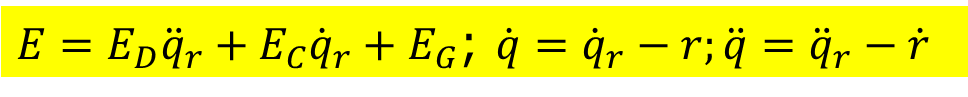 E = E_D q̈_r + E_C q̇_r + E_G; q̇ = q̇_r − r; q̈ = q̈_r − ṙ